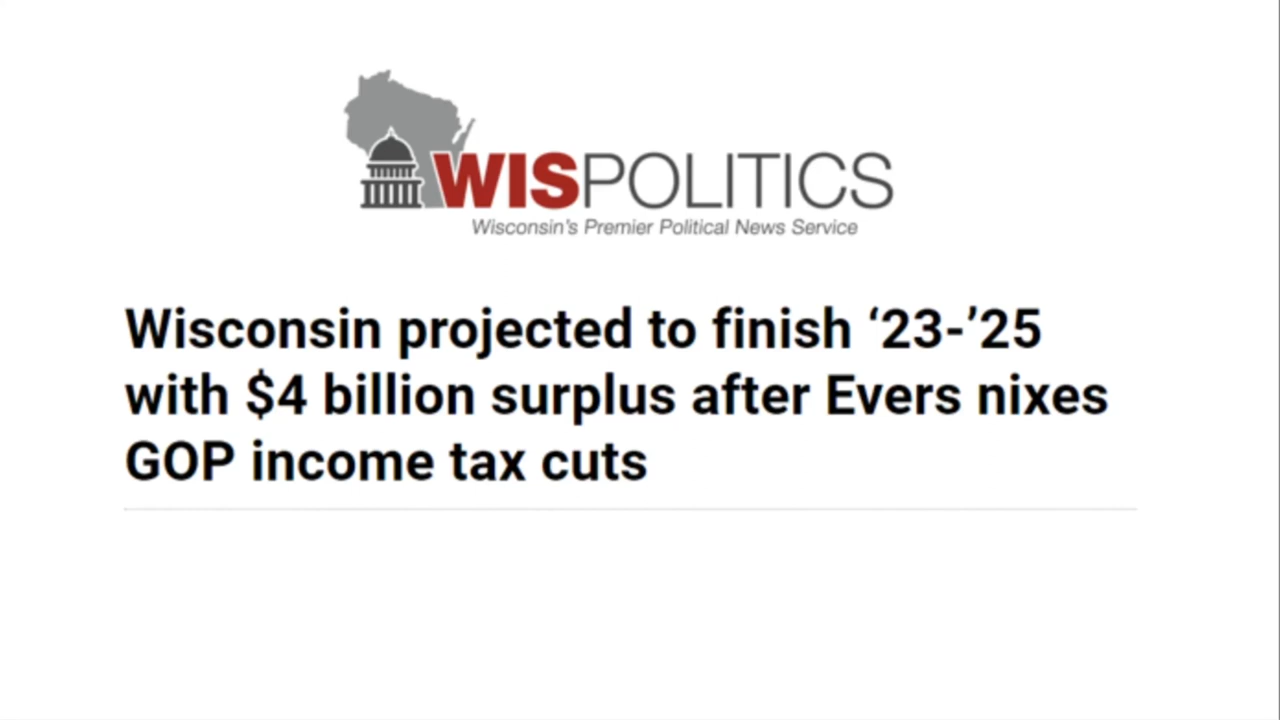 WISPOLITICS
Wisconsin's Premier Political News Service
Wisconsin projected to finish ‘23-’25
with $4 billion surplus after Evers nixes
GOP income tax cuts